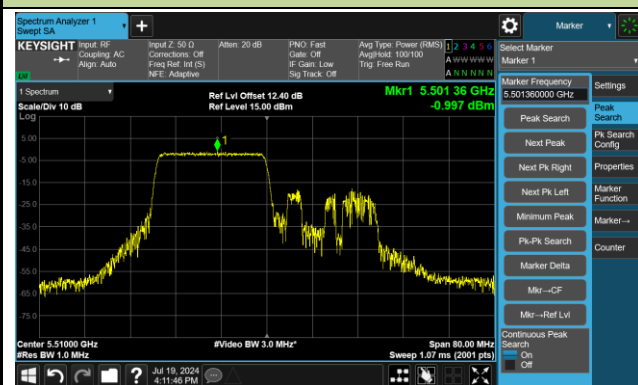 Spectrum Analyzer 1
Swept SA
Marker
KEYSIGHT
Input: RF
Coupling: AC
Align: Auto
Input Z: 50 Ω
Corrections: Off
Freq Ref: Int (S)
NFE: Adaptive
Atten: 20 dB
PNO: Fast
Gate: Off
IF Gain: Low
Sig Track: Off
Avg Type: Power (RMS)
Avg|Hold: 100/100
Trig: Free Run
1 2 3 4 5 6
A W W W W W
A N N N N N
LVI
Select Marker
Marker 1
1 Spectrum
Scale/Div 10 dB
Log
Ref Lvl Offset 12.40 dB
Ref Level 15.00 dBm
Mkr1 5.501 36 GHz
-0.997 dBm
1
5.00
-5.00
-15.0
-25.0
-35.0
-45.0
-55.0
-65.0
-75.0
Center 5.51000 GHz
#Res BW 1.0 MHz
#Video BW 3.0 MHz*
Span 80.00 MHz
Sweep 1.07 ms (2001 pts)
Marker Frequency
5.501360000 GHz
Peak Search
Next Peak
Next Pk Right
Next Pk Left
Minimum Peak
Pk-Pk Search
Marker Delta
Mkr→CF
Mkr→Ref Lvl
Continuous Peak
Search
On
Off
Settings
Peak
Search
Pk Search
Config
Properties
Marker
Function
Marker→
Counter
Jul 19, 2024
4:11:46 PM